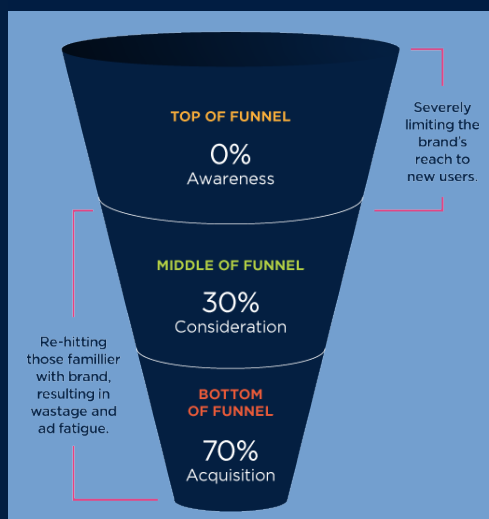 TOP OF FUNNEL
0%
Awareness
Severely
limiting the
brand's
reach to
new users.
MIDDLE OF FUNNEL
30%
Consideration
Re-hitting
those famillier
with brand,
resulting in
wastage and
ad fatigue.
BOTTOM
OF FUNNEL
70%
Acquisition